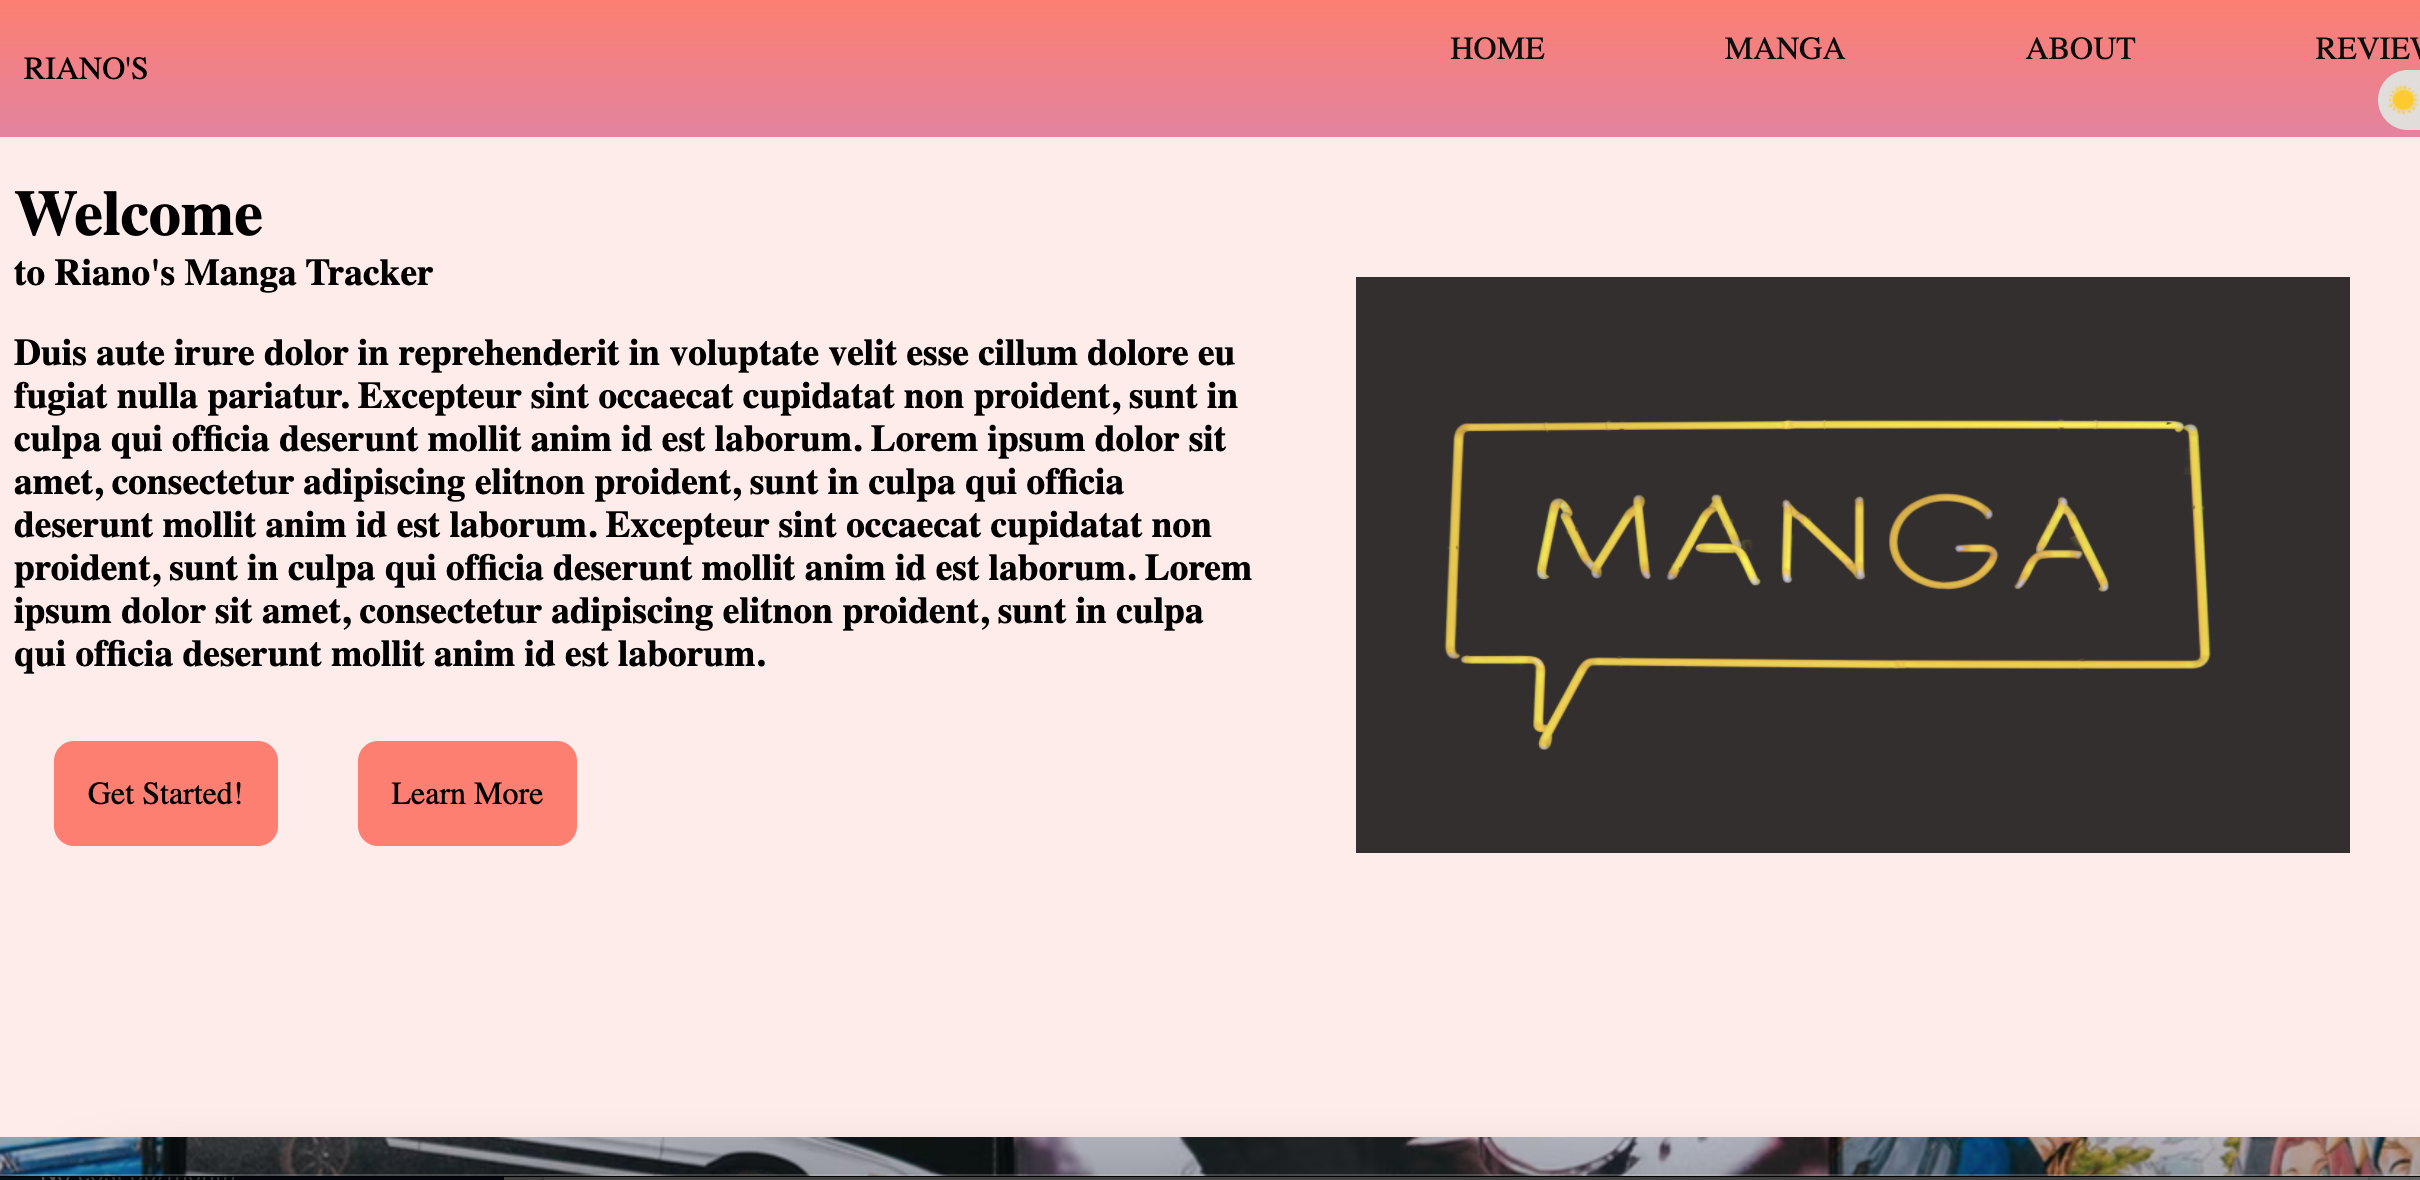 RIANO'S
HOME MANGA ABOUT
Welcome
to Riano's Manga Tracker
Duis aute irure dolor in reprehenderit in voluptate velit esse cillum dolore eu
fugiat nulla pariatur. Excepteur sint occaecat cupidatat non proident, sunt in
culpa qui officia deserunt mollit anim id est laborum. Lorem ipsum dolor sit
amet, consectetur adipiscing elitnon proident, sunt in culpa qui officia
deserunt mollit anim id est laborum. Excepteur sint occaecat cupidatat non
proident, sunt in culpa qui officia deserunt mollit anim id est laborum. Lorem
ipsum dolor sit amet, consectetur adipiscing elitnon proident, sunt in culpa
qui officia deserunt mollit anim id est laborum.
Get Started!
Learn More
MANGA